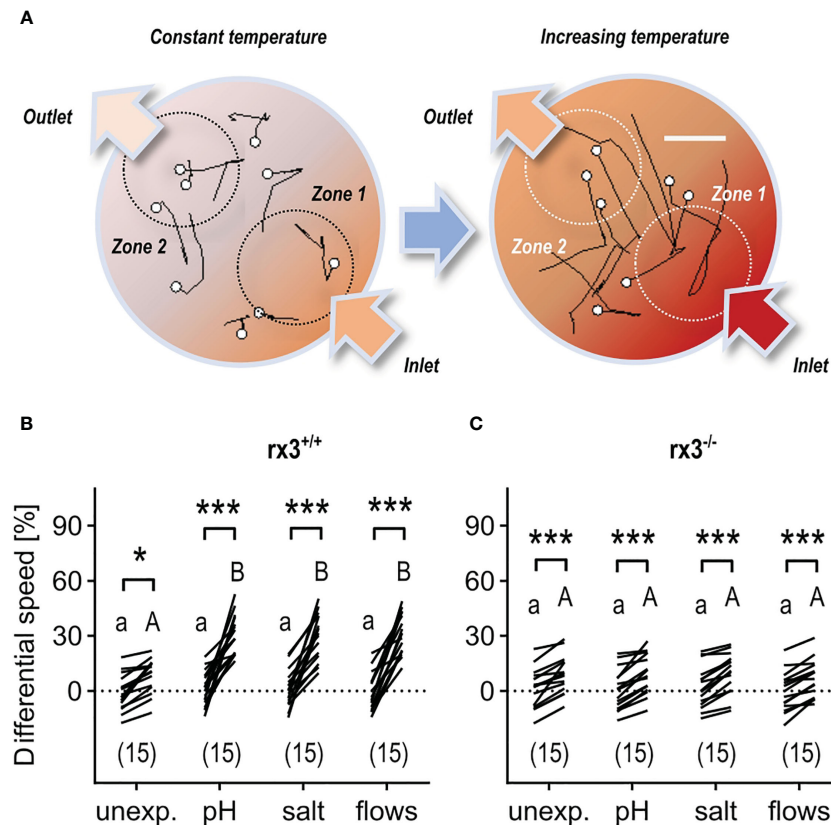 A
Constant temperature
Increasing temperature
Outlet
Zone 1
Zone 2
Inlet
Outlet
Zone 1
Zone 2
Inlet
B
rx3+/+
Differential speed [%]
90
60
30
0
* *** *** ***
a A a B a B a B
(15) (15) (15) (15)
unexp. pH salt flows
C
rx3-/-
90
60
30
0
*** *** *** ***
a A a A a A a A
(15) (15) (15) (15)
unexp. pH salt flows